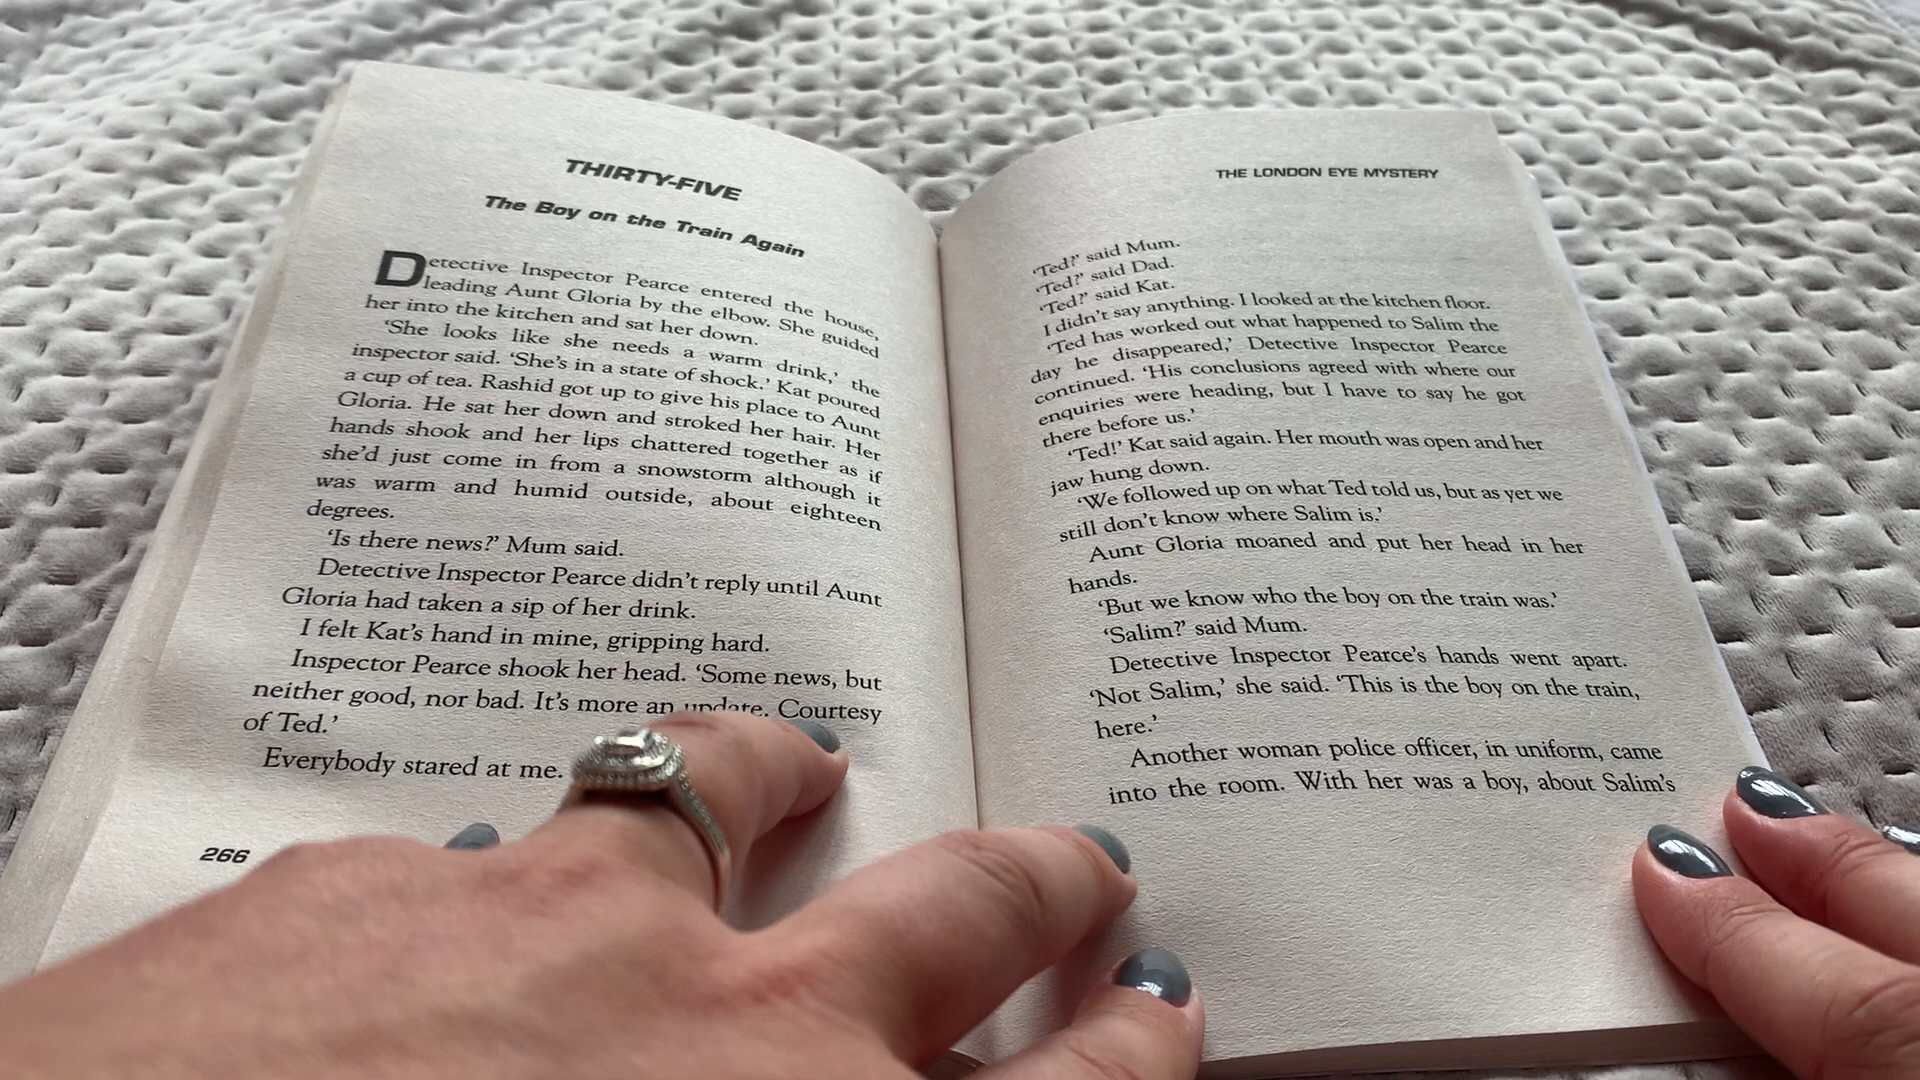 THIRTY-FIVE
The Boy on the Train Again
Detective Inspector Pearce entered the house,
leading Aunt Gloria by the elbow. She guided
her into the kitchen and sat her down.
‘She looks like she needs a warm drink,’ the
inspector said. ‘She’s in a state of shock.’ Kat poured
a cup of tea. Rashid got up to give his place to Aunt
Gloria. He sat her down and stroked her hair. Her
hands shook and her lips chattered together as if
she’d just come in from a snowstorm although it
was warm and humid outside, about eighteen
degrees.
‘Is there news?’ Mum said.
Detective Inspector Pearce didn’t reply until Aunt
Gloria had taken a sip of her drink.
I felt Kat’s hand in mine, gripping hard.
Inspector Pearce shook her head. ‘Some news, but
neither good, nor bad. It’s more an update. Courtesy
of Ted.’
Everybody stared at me.
266
THE LONDON EYE MYSTERY
‘Ted?’ said Mum.
‘Ted?’ said Dad.
‘Ted?’ said Kat.
I didn’t say anything. I looked at the kitchen floor.
‘Ted has worked out what happened to Salim the
day he disappeared,’ Detective Inspector Pearce
continued. ‘His conclusions agreed with where our
enquiries were heading, but I have to say he got
there before us.’
‘Ted!’ Kat said again. Her mouth was open and her
jaw hung down.
‘We followed up on what Ted told us, but as yet we
still don’t know where Salim is.’
Aunt Gloria moaned and put her head in her
hands.
‘But we know who the boy on the train was.’
‘Salim?’ said Mum.
Detective Inspector Pearce’s hands went apart.
‘Not Salim,’ she said. ‘This is the boy on the train,
here.’
Another woman police officer, in uniform, came
into the room. With her was a boy, about Salim’s